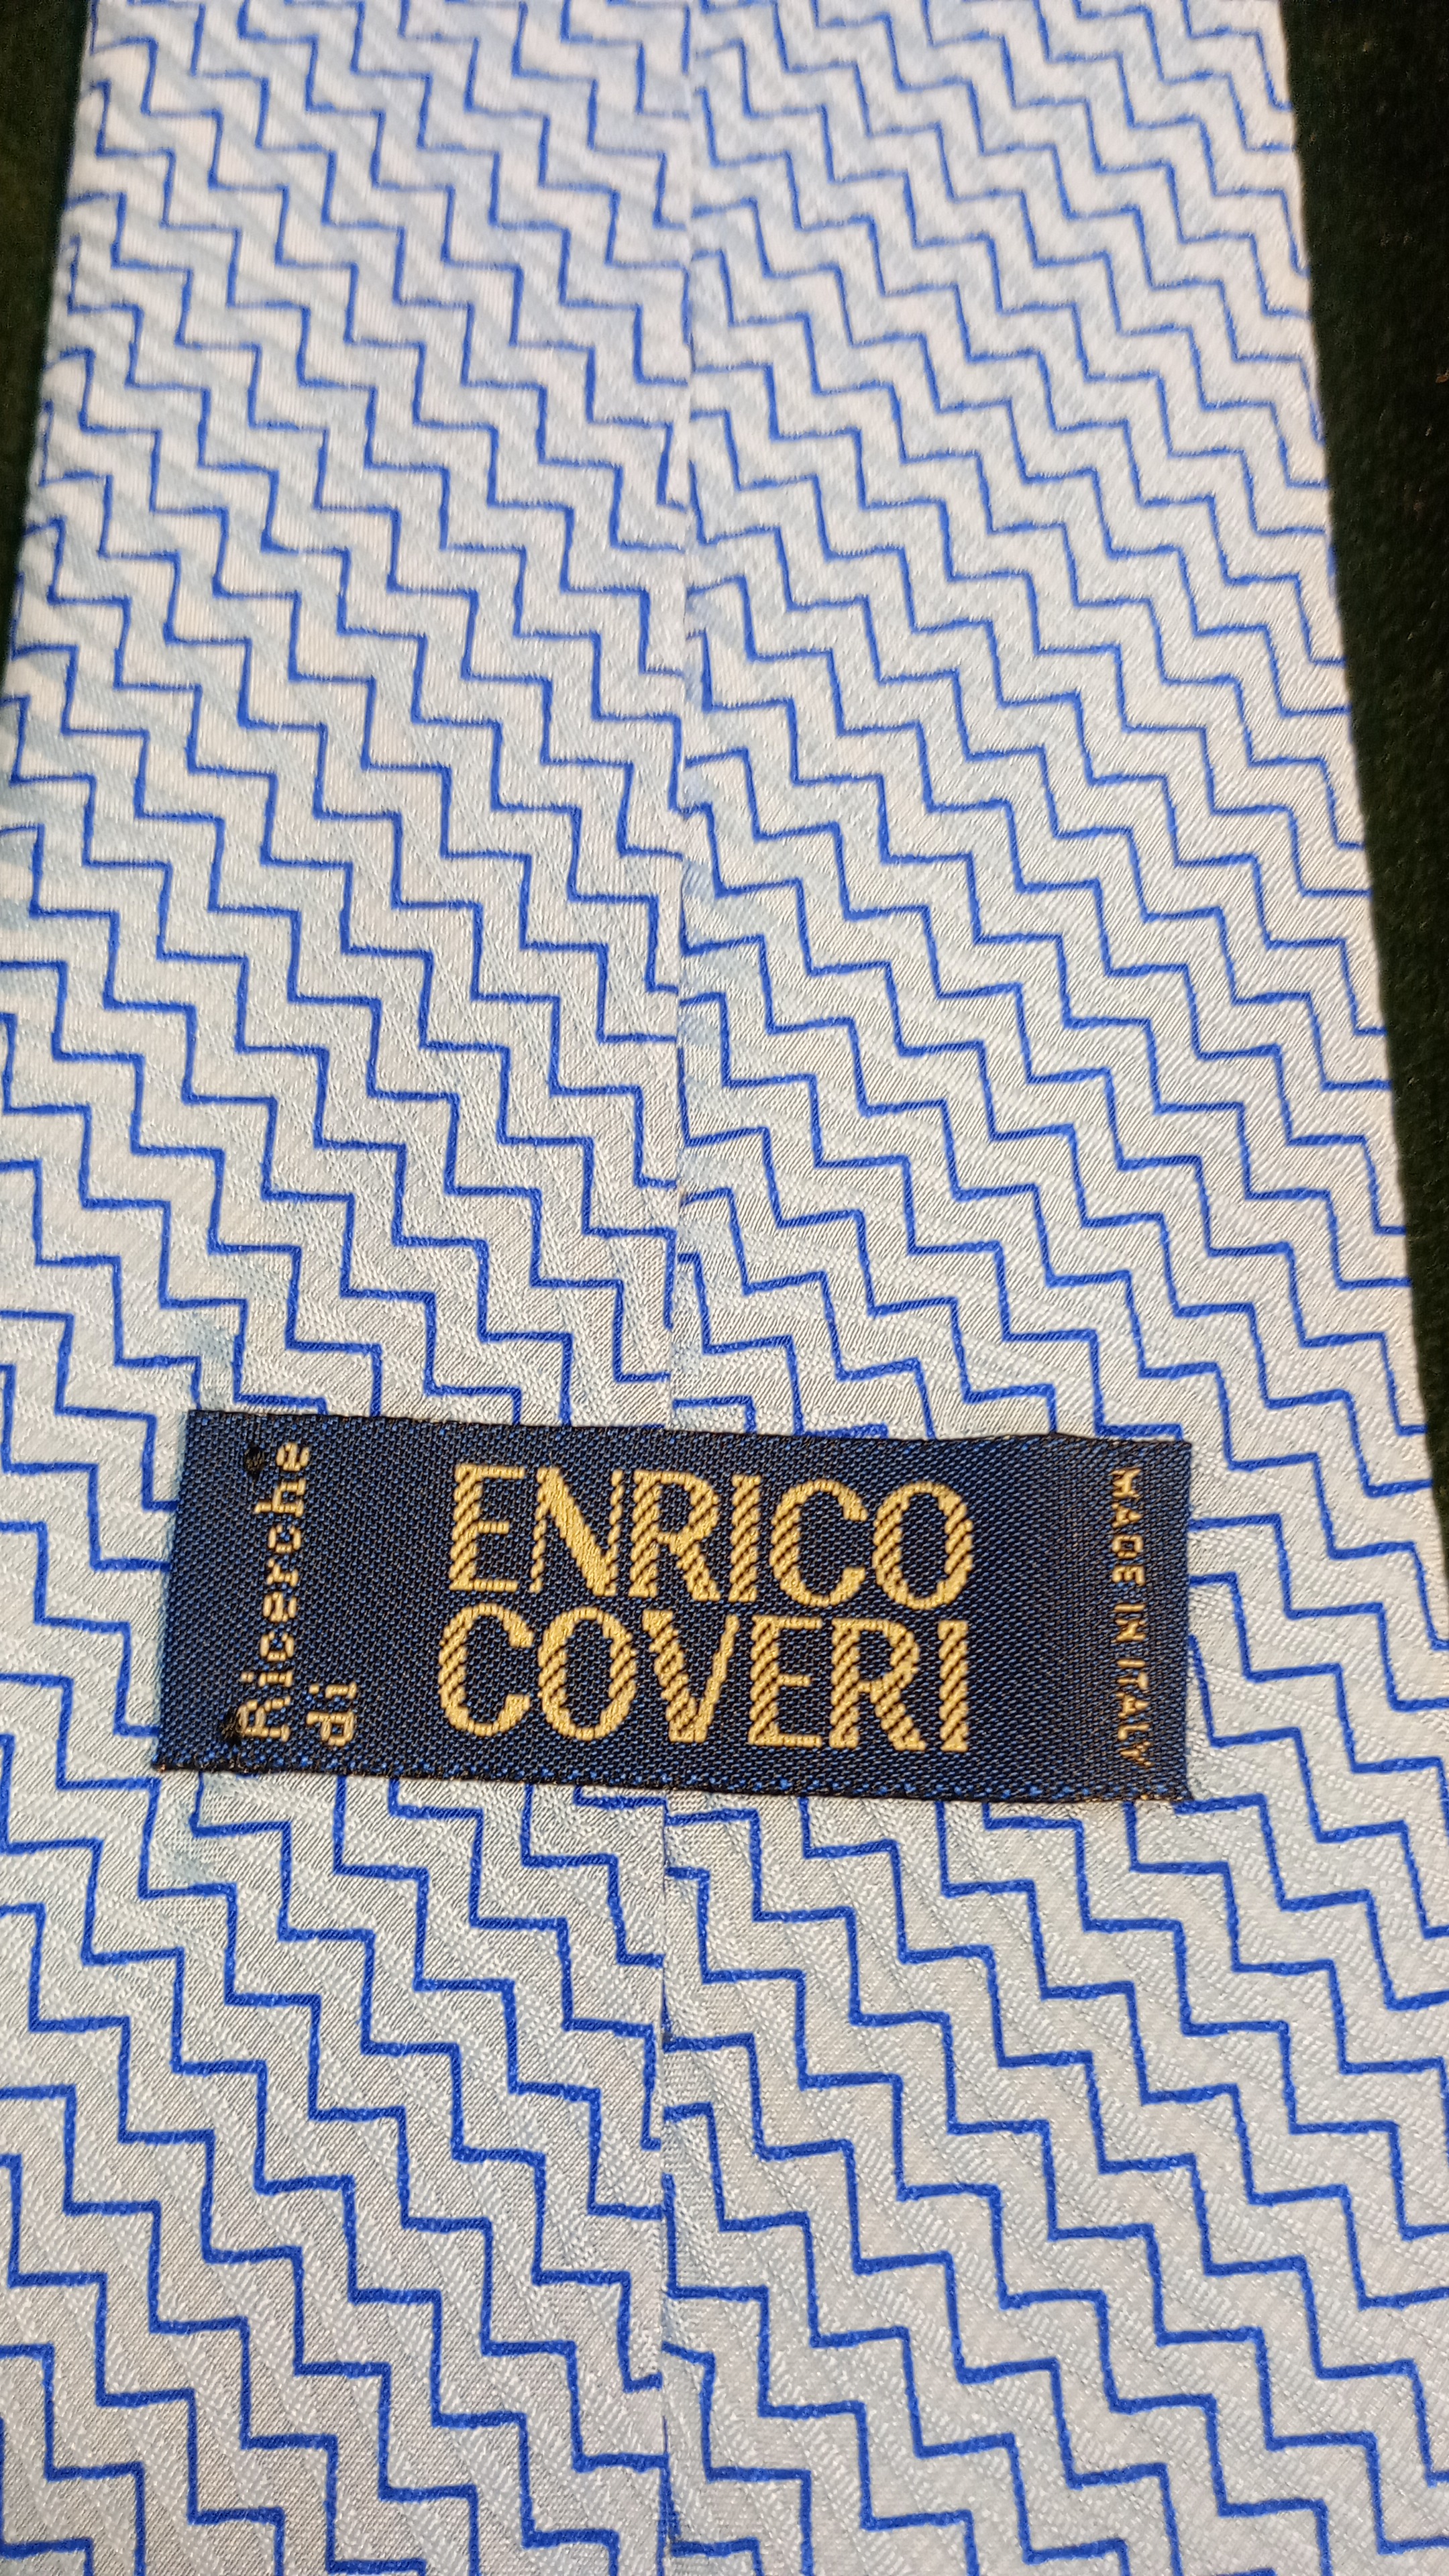 Ricerche
di
ENRICO
COVERI
MADE IN ITALY